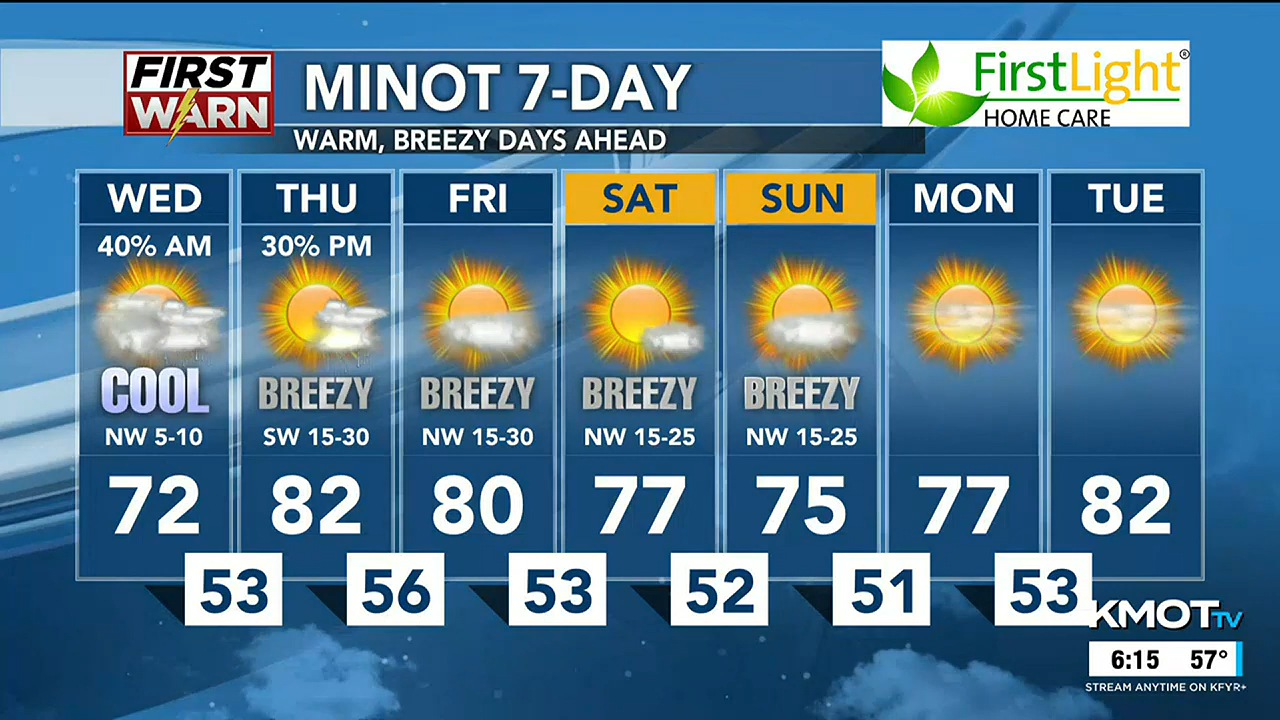 FIRST
WARN
MINOT 7-DAY
WARM, BREEZY DAYS AHEAD
FirstLight®
HOME CARE
WED THU FRI SAT SUN MON TUE
40% AM 30% PM
COOL BREEZY BREEZY BREEZY BREEZY
NW 5-10 SW 15-30 NW 15-30 NW 15-25 NW 15-25
72 82 80 77 75 77 82
53 56 53 52 51 53
KMOT TV
6:15 57°
STREAM ANYTIME ON KFYR+